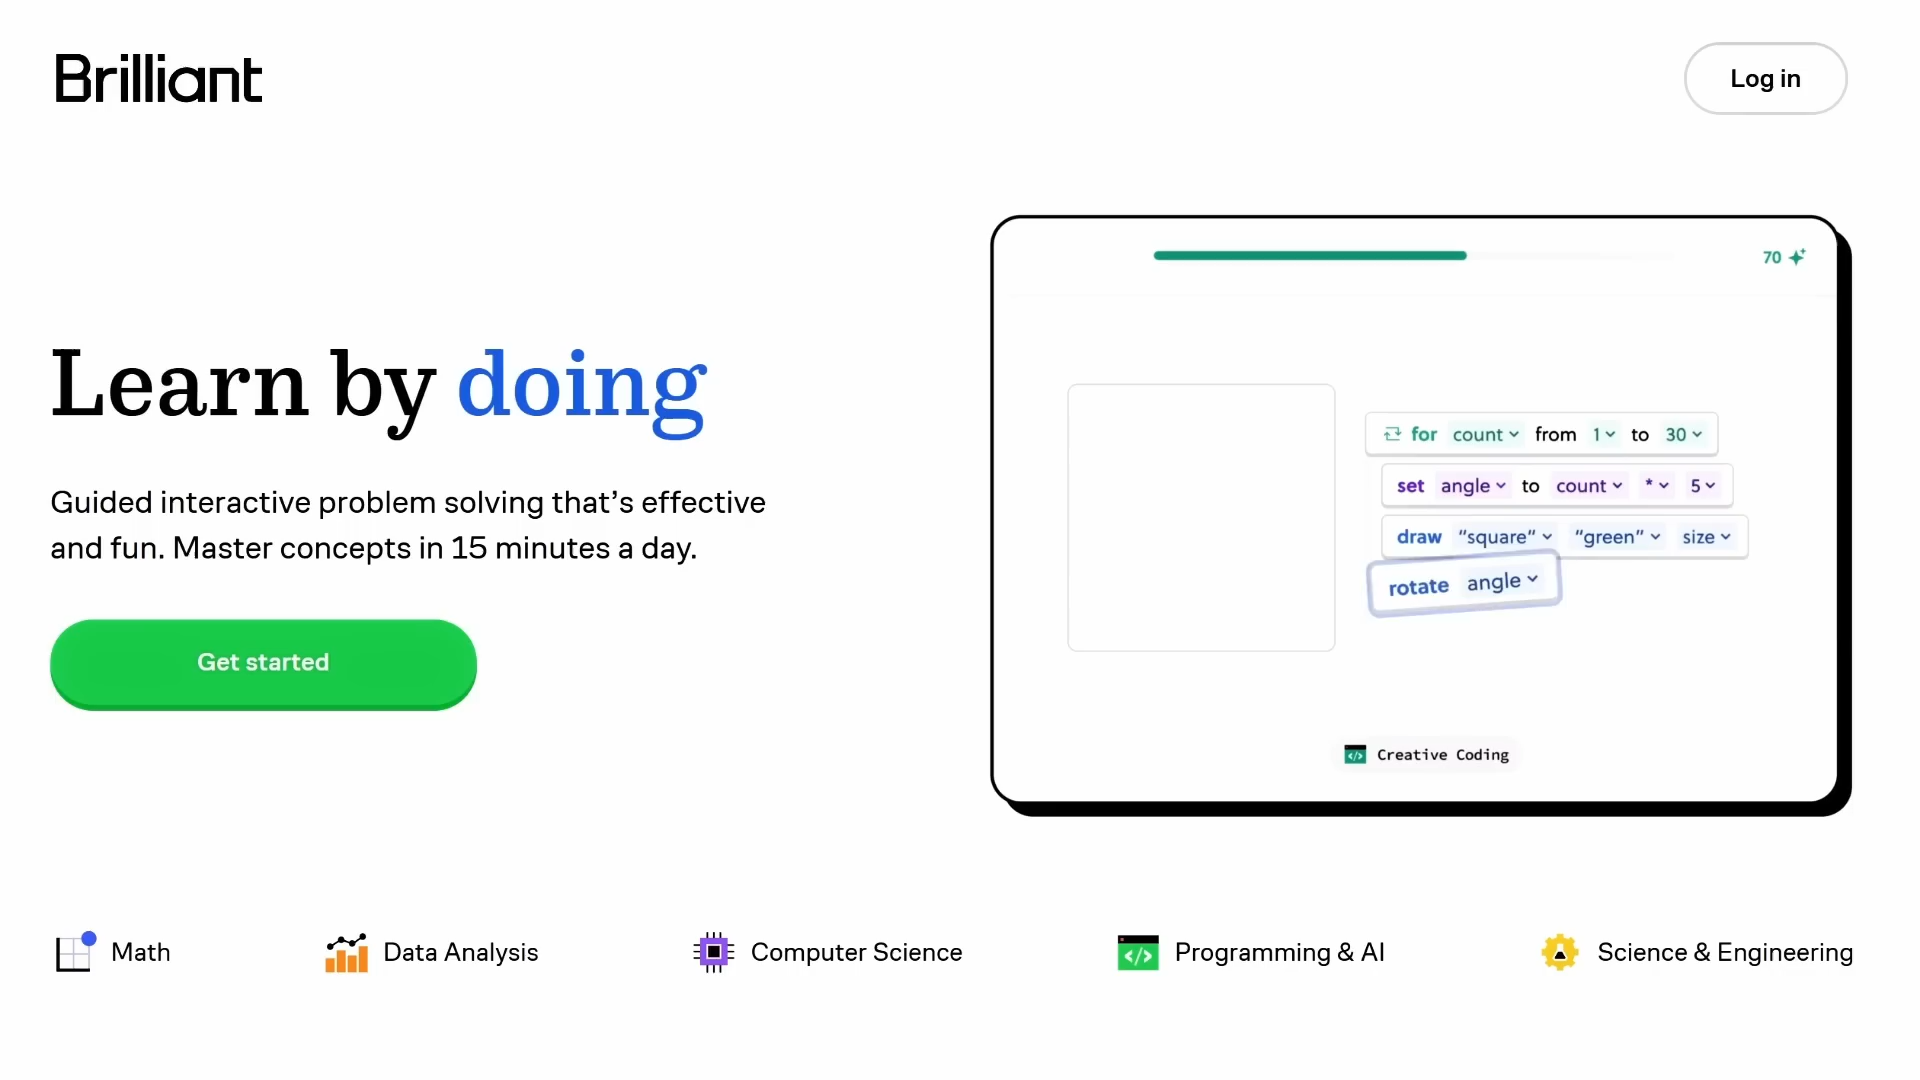 Brilliant
Log in
70
Learn by doing
Guided interactive problem solving that’s effective
and fun. Master concepts in 15 minutes a day.
Get started
for count from 1 to 30
set angle to count * 5
draw “square” “green” size
rotate angle
</> Creative Coding
Math
Data Analysis
Computer Science
</> Programming & AI
Science & Engineering